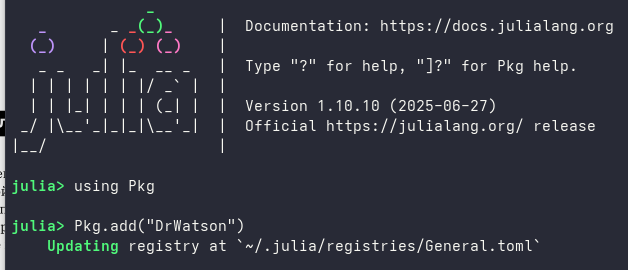 Documentation: https://docs.julialang.org
Type "?" for help, "]?" for Pkg help.
Version 1.10.10 (2025-06-27)
Official https://julialang.org/ release
julia> using Pkg
julia> Pkg.add("DrWatson")
Updating registry at `~/.julia/registries/General.toml`